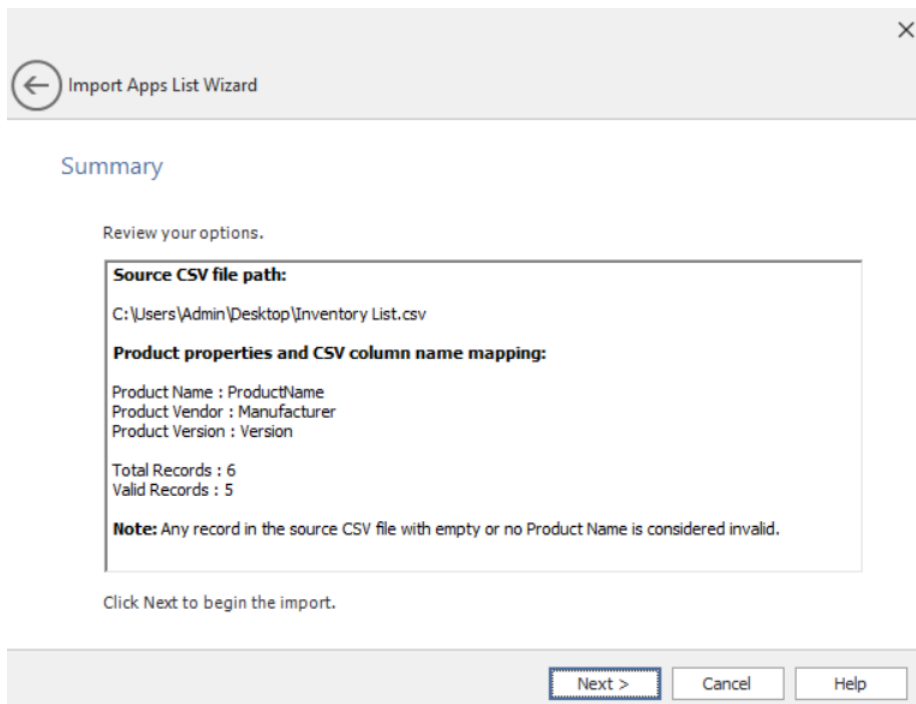 Import Apps List Wizard
Summary
Review your options.
Source CSV file path:
C:\Users\Admin\Desktop\Inventory List.csv
Product properties and CSV column name mapping:
Product Name : ProductName
Product Vendor : Manufacturer
Product Version : Version
Total Records : 6
Valid Records : 5
Note: Any record in the source CSV file with empty or no Product Name is considered invalid.
Click Next to begin the import.
Next > Cancel Help